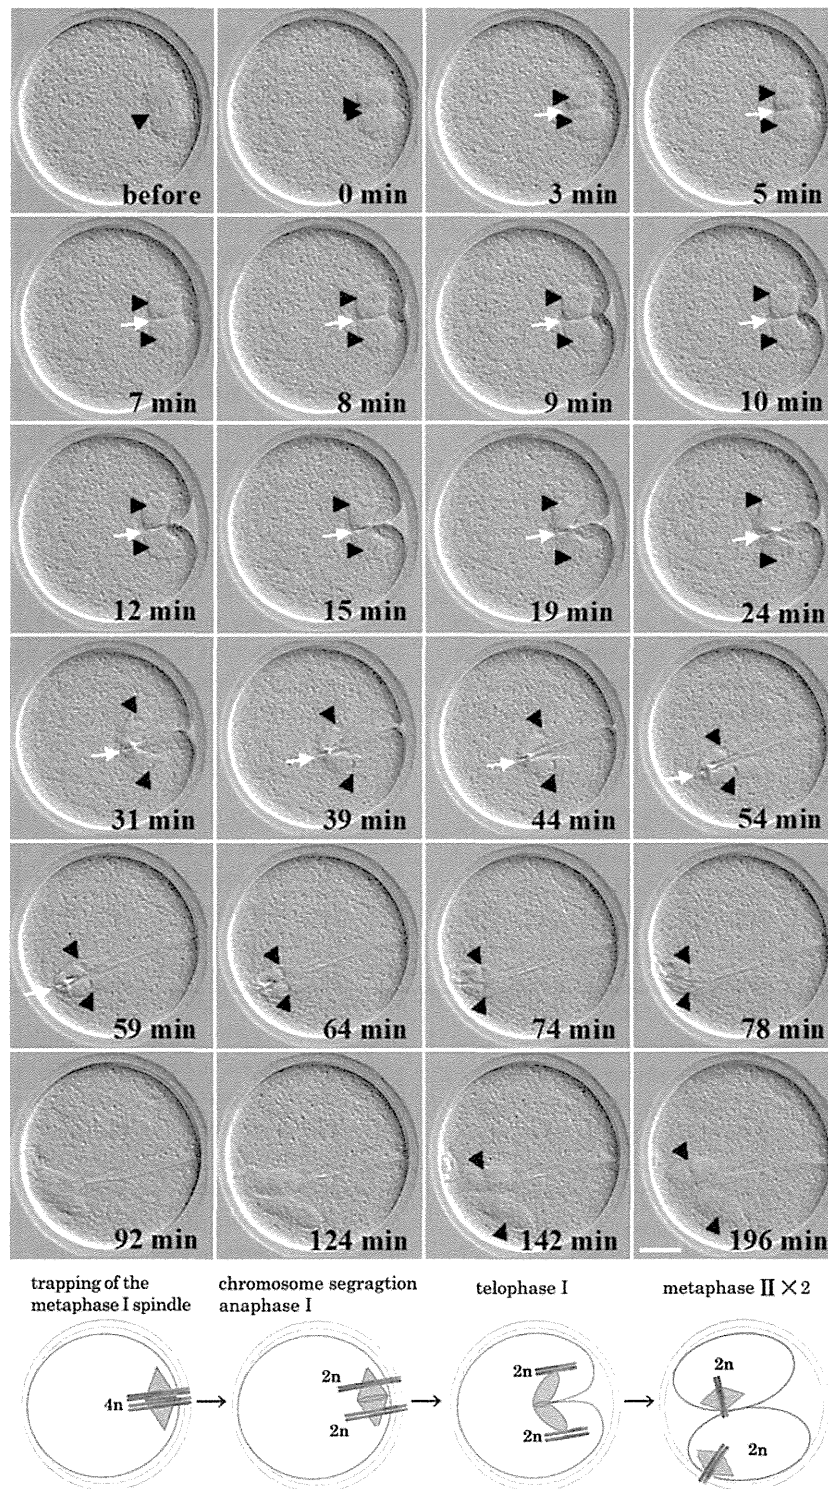 before 0 min 3 min 5 min
7 min 8 min 9 min 10 min
12 min 15 min 19 min 24 min
31 min 39 min 44 min 54 min
59 min 64 min 74 min 78 min
92 min 124 min 142 min 196 min
trapping of the
metaphase I spindle
chromosome segragtion
anaphase I
telophase I
metaphase II × 2
4n
2n
2n
2n
2n
2n
2n